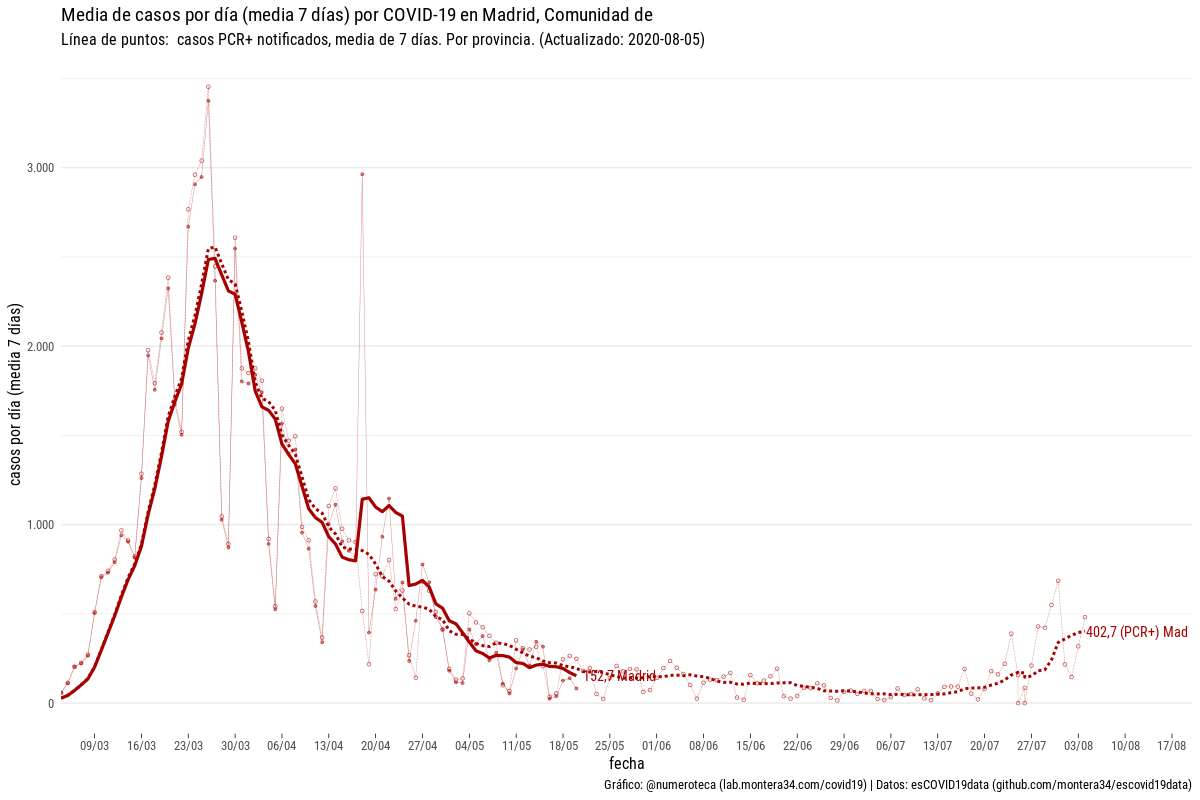 Media de casos por día (media 7 días) por COVID-19 en Madrid, Comunidad de
Línea de puntos:  casos PCR+ notificados, media de 7 días. Por provincia. (Actualizado: 2020-08-05)
casos por día (media 7 días)
3.000
2.000
1.000
0
402,7 (PCR+) Mad
152,7 Madrid
09/03 16/03 23/03 30/03 06/04 13/04 20/04 27/04 04/05 11/05 18/05 25/05 01/06 08/06 15/06 22/06 29/06 06/07 13/07 20/07 27/07 03/08 10/08 17/08
fecha
Gráfico: @numeroteca (lab.montera34.com/covid19) | Datos: esCOVID19data (github.com/montera34/escovid19data)